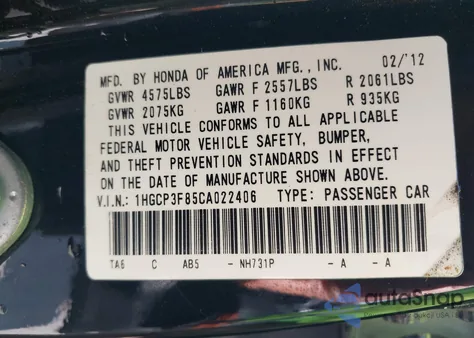 MFD. BY HONDA OF AMERICA MFG., INC. 02/'12
GVWR 4575LBS GAWR F 2557LBS R 2061LBS
GVWR 2075KG GAWR F 1160KG R 935KG
THIS VEHICLE CONFORMS TO ALL APPLICABLE
FEDERAL MOTOR VEHICLE SAFETY, BUMPER,
AND THEFT PREVENTION STANDARDS IN EFFECT
ON THE DATE OF MANUFACTURE SHOWN ABOVE.
V.I.N.: 1HGCP3F85CA022406 TYPE: PASSENGER CAR
TA6 C AB5 - NH731P - A - A
autoSnap